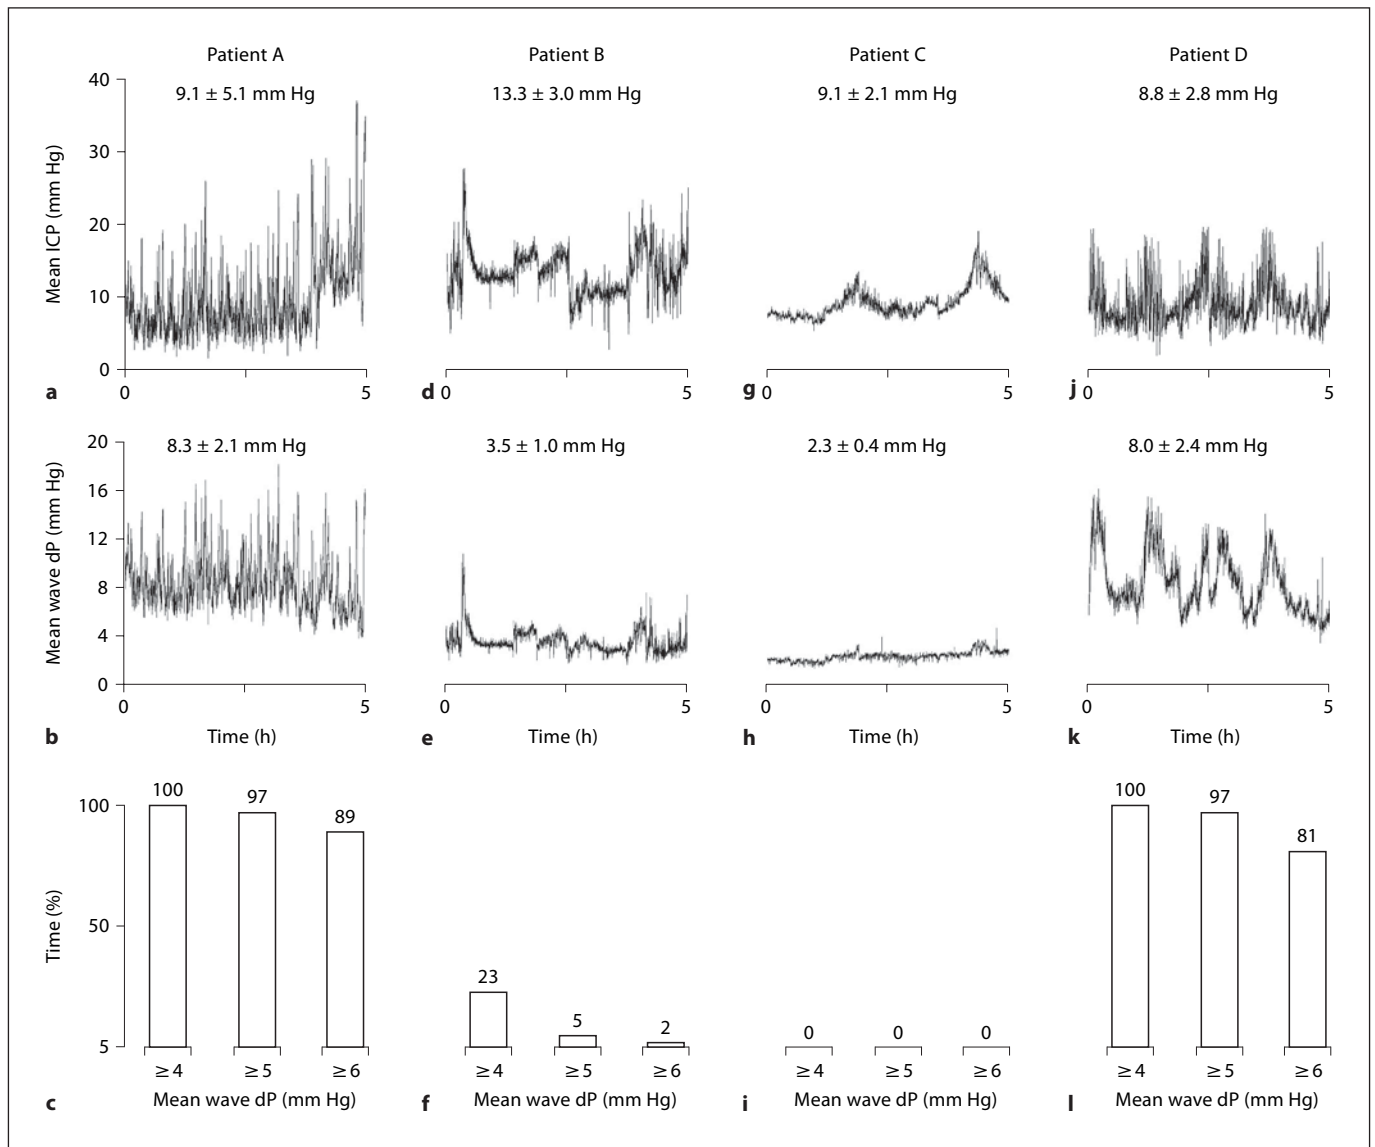 Patient A
Patient B
Patient C
Patient D
9.1 ± 5.1 mm Hg
13.3 ± 3.0 mm Hg
9.1 ± 2.1 mm Hg
8.8 ± 2.8 mm Hg
Mean ICP (mm Hg)
40
30
20
10
0
a 0 5
d 0 5
g 0 5
j 0 5
8.3 ± 2.1 mm Hg
3.5 ± 1.0 mm Hg
2.3 ± 0.4 mm Hg
8.0 ± 2.4 mm Hg
Mean wave dP (mm Hg)
20
16
12
8
4
0
0 5
0 5
0 5
0 5
b Time (h)
e Time (h)
h Time (h)
k Time (h)
Time (%)
100
50
5
100 97 89
≥4 ≥5 ≥6
c Mean wave dP (mm Hg)
23 5 2
≥4 ≥5 ≥6
f Mean wave dP (mm Hg)
0 0 0
≥4 ≥5 ≥6
i Mean wave dP (mm Hg)
100 97 81
≥4 ≥5 ≥6
l Mean wave dP (mm Hg)